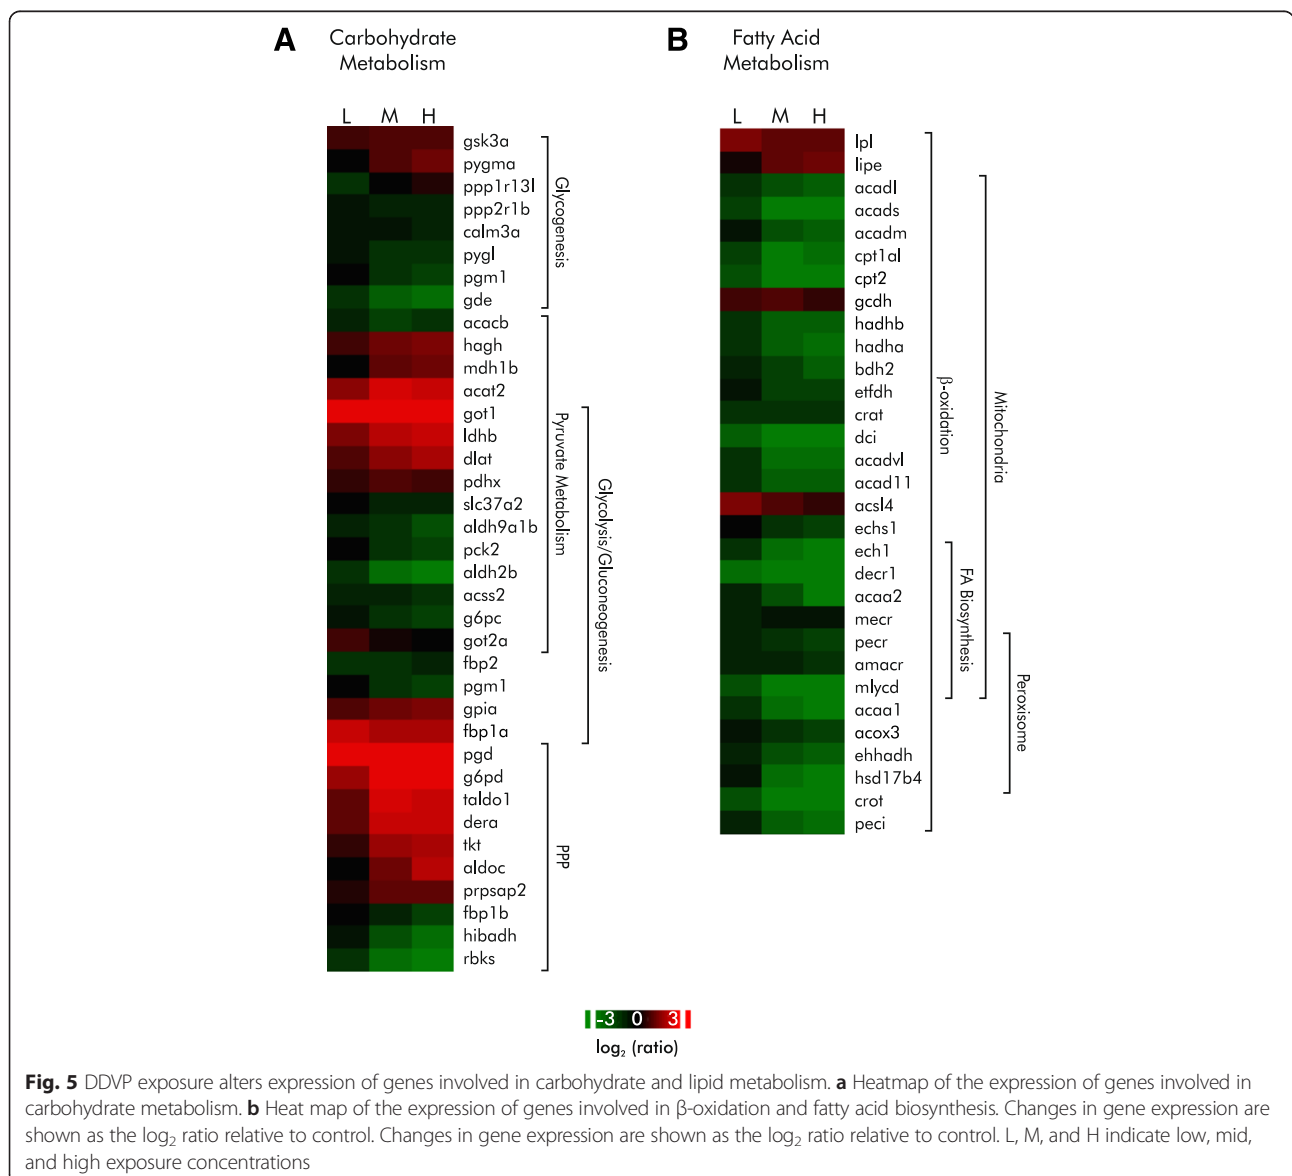 A
Carbohydrate
Metabolism
L M H
gsk3a
pygma
ppp1r13l
ppp2r1b
calm3a
pygl
pgm1
gde
acacb
hagh
mdh1b
acat2
got1
ldhb
dlat
pdhx
slc37a2
aldh9a1b
pck2
aldh2b
acss2
g6pc
got2a
fbp2
pgm1
gpia
fbp1a
pgd
g6pd
taldo1
dera
tkt
aldoc
prpsap2
fbp1b
hibadh
rbks
Glycogenesis
Pyruvate Metabolism
Glycolysis/Gluconeogenesis
PPP
B
Fatty Acid
Metabolism
L M H
lpl
lipe
acadl
acads
acadm
cpt1al
cpt2
gcdh
hadhb
hadha
bdh2
etfdh
crat
dci
acadvl
acad11
acsl4
echs1
ech1
decr1
acaa2
mecr
pecr
amacr
mlycd
acaa1
acox3
ehhadh
hsd17b4
crot
peci
β-oxidation
FA Biosynthesis
Mitochondria
Peroxisome
-3 0 3
log₂ (ratio)
Fig. 5 DDVP exposure alters expression of genes involved in carbohydrate and lipid metabolism. a Heatmap of the expression of genes involved in
carbohydrate metabolism. b Heat map of the expression of genes involved in β-oxidation and fatty acid biosynthesis. Changes in gene expression are
shown as the log₂ ratio relative to control. Changes in gene expression are shown as the log₂ ratio relative to control. L, M, and H indicate low, mid,
and high exposure concentrations